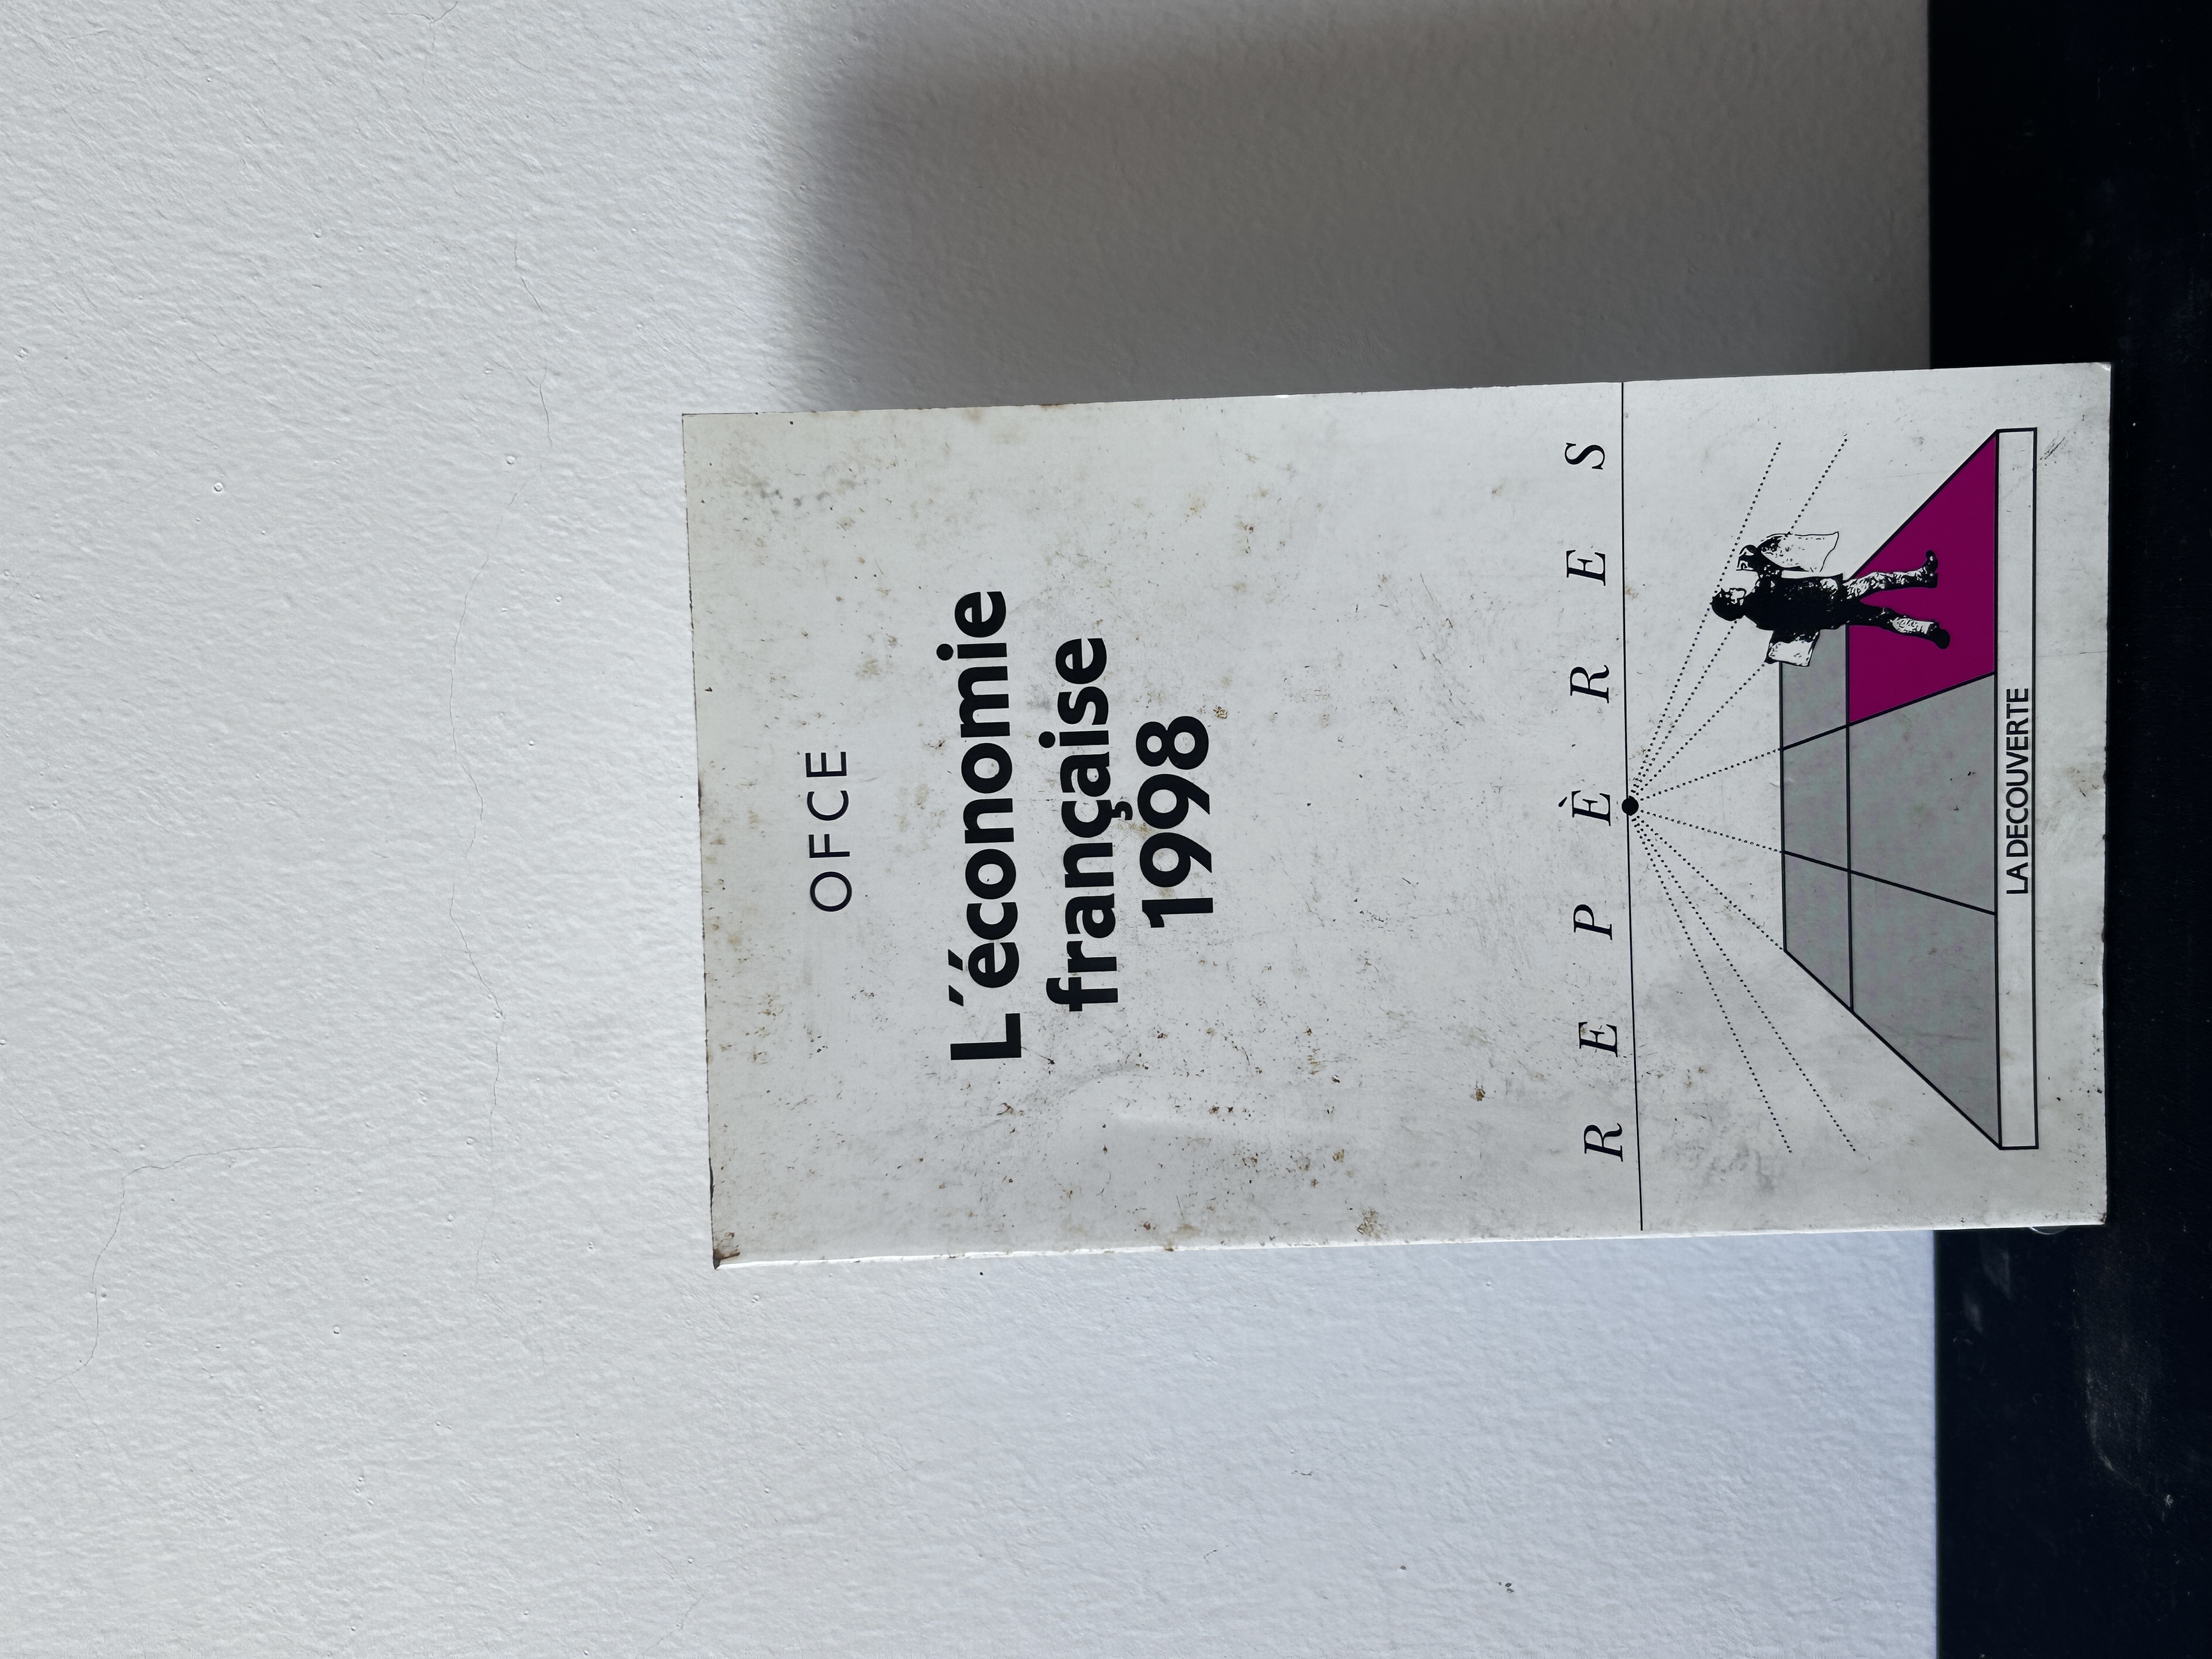 OFCE
L'économie
française
1998
REPÈRES
LA DECOUVERTE